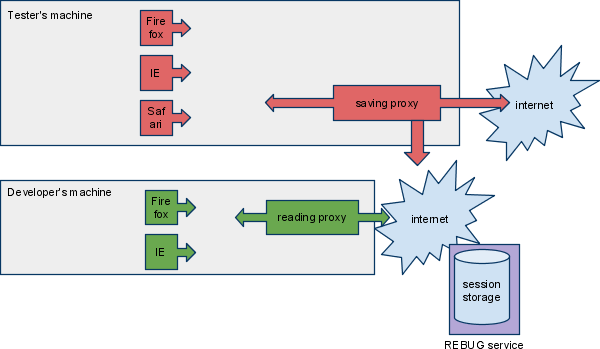 Tester's machine
Fire
fox
IE
Saf
ari
saving proxy
internet
Developer's machine
Fire
fox
IE
reading proxy
internet
session
storage
REBUG service